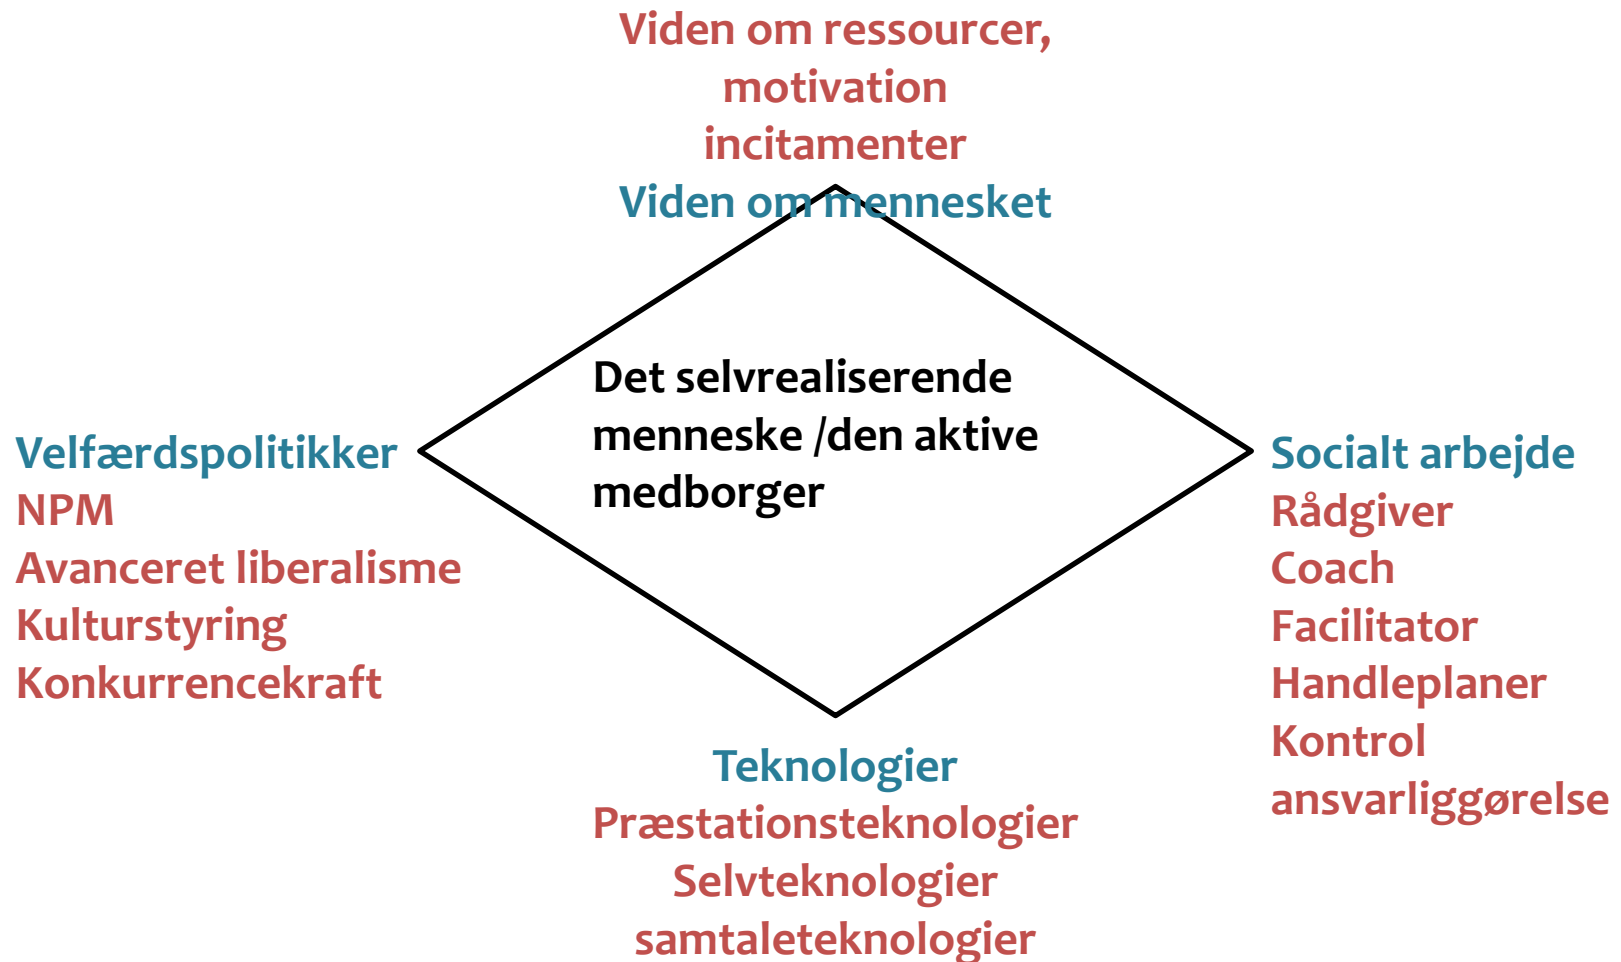 Viden om ressourcer,
motivation
incitamenter
Viden om mennesket
Det selvrealiserende
menneske /den aktive
medborger
Velfærdspolitikker
NPM
Avanceret liberalisme
Kulturstyring
Konkurrencekraft
Socialt arbejde
Rådgiver
Coach
Facilitator
Handleplaner
Kontrol
ansvarliggørelse
Teknologier
Præstationsteknologier
Selvteknologier
samtaleteknologier